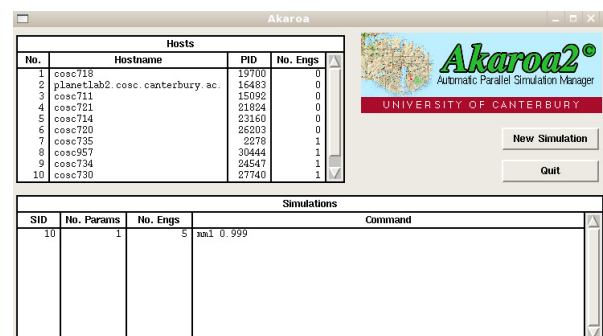 Akaroa
Hosts
No. Hostname PID No. Engs
1 cosc718 19700 0
2 planetlab2.cosc.canterbury.ac. 16483 0
3 cosc711 15092 0
4 cosc721 21824 0
5 cosc714 23160 0
6 cosc720 26203 0
7 cosc735 2278 1
8 cosc957 30444 1
9 cosc734 24547 1
10 cosc730 27740 1
Akaroa2©
Automatic Parallel Simulation Manager
UNIVERSITY OF CANTERBURY
New Simulation
Quit
Simulations
SID No. Params No. Engs Command
10 1 5 mm1 0.999